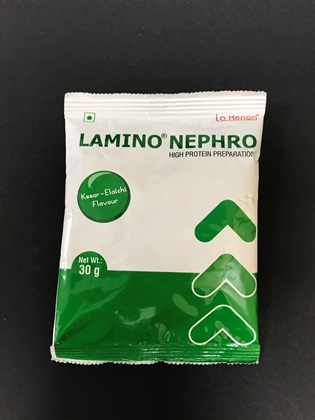 La Renon®
LAMINO® NEPHRO
HIGH PROTEIN PREPARATION
Kesar-Elaichi
Flavour
Net Wt.:
30 g